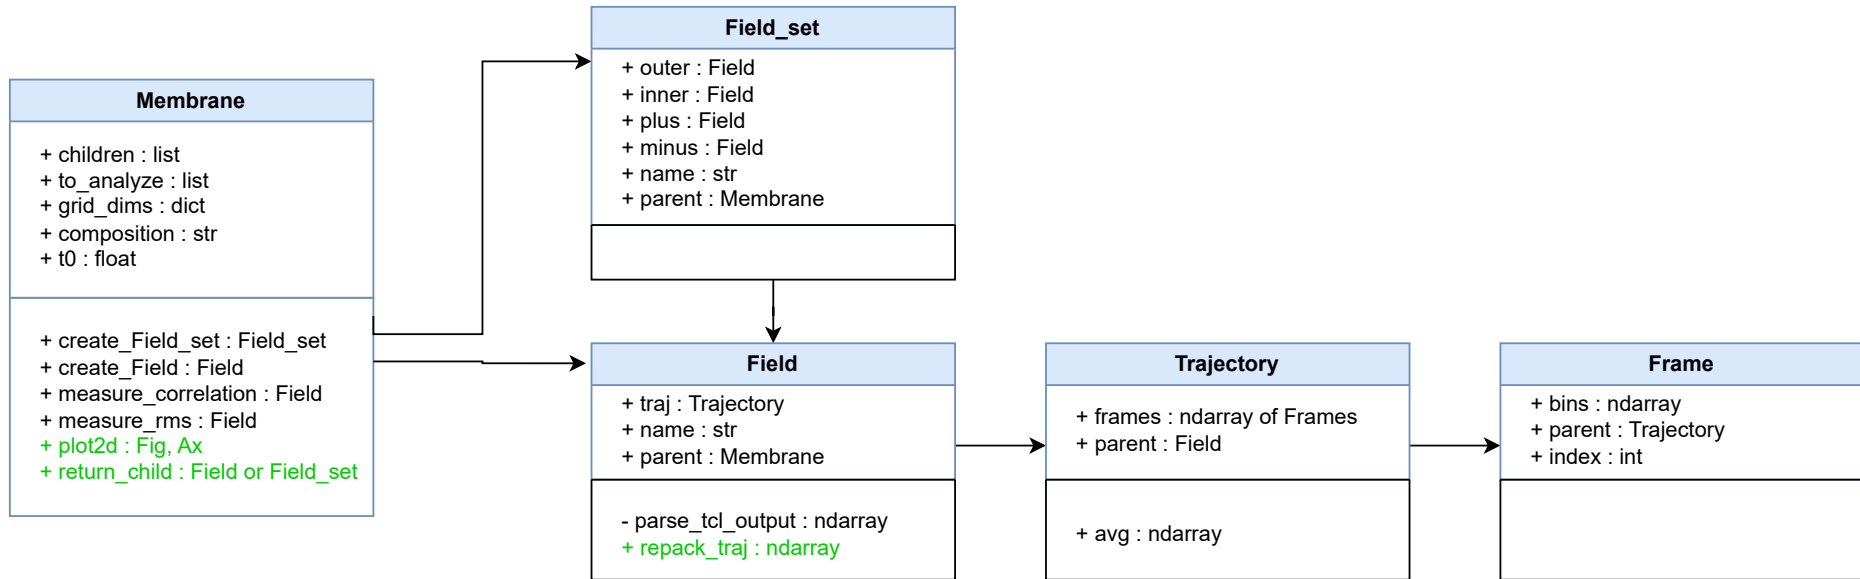 Membrane
+ children : list
+ to_analyze : list
+ grid_dims : dict
+ composition : str
+ t0 : float
+ create_Field_set : Field_set
+ create_Field : Field
+ measure_correlation : Field
+ measure_rms : Field
+ plot2d : Fig, Ax
+ return_child : Field or Field_set
Field_set
+ outer : Field
+ inner : Field
+ plus : Field
+ minus : Field
+ name : str
+ parent : Membrane
Field
+ traj : Trajectory
+ name : str
+ parent : Membrane
- parse_tcl_output : ndarray
+ repack_traj : ndarray
Trajectory
+ frames : ndarray of Frames
+ parent : Field
+ avg : ndarray
Frame
+ bins : ndarray
+ parent : Trajectory
+ index : int